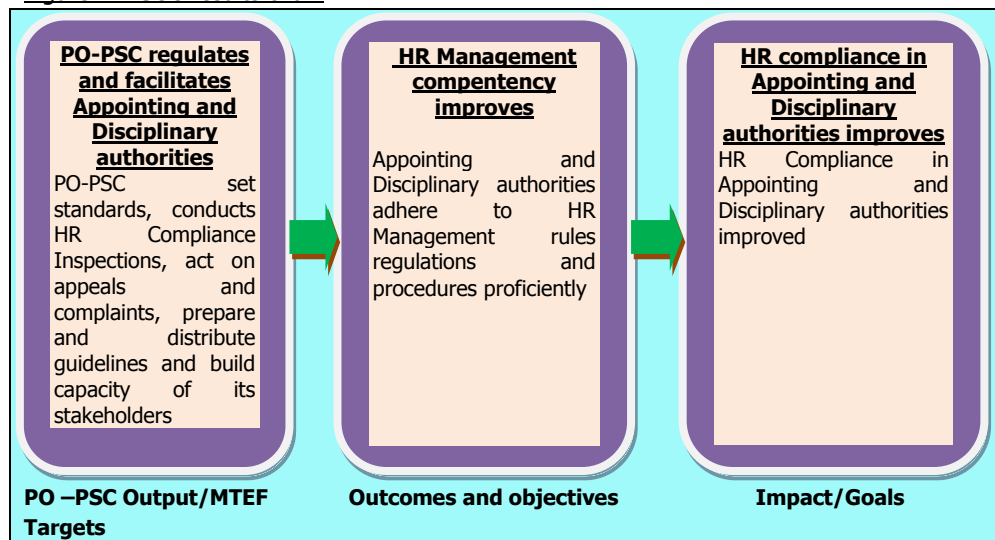 PO-PSC regulates
and facilitates
Appointing and
Disciplinary
authorities
PO-PSC set
standards, conducts
HR Compliance
Inspections, act on
appeals and
complaints, prepare
and distribute
guidelines and build
capacity of its
stakeholders
HR Management
compentency
improves
Appointing and
Disciplinary authorities
adhere to HR
Management rules
regulations and
procedures proficiently
HR compliance in
Appointing and
Disciplinary
authorities improves
HR Compliance in
Appointing and
Disciplinary authorities
improved
PO –PSC Output/MTEF
Targets
Outcomes and objectives
Impact/Goals